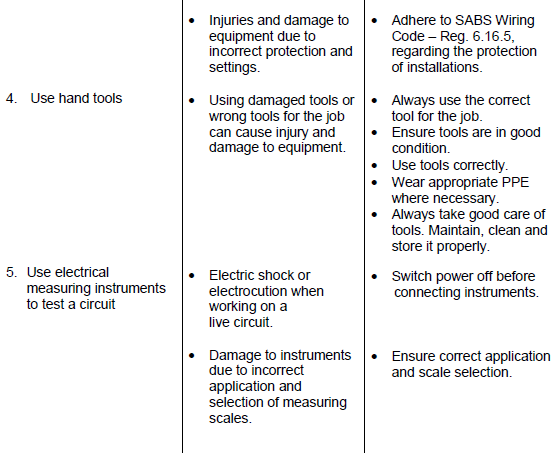 • Injuries and damage to
equipment due to
incorrect protection and
settings.
• Adhere to SABS Wiring
Code – Reg. 6.16.5,
regarding the protection
of installations.
4. Use hand tools
• Using damaged tools or
wrong tools for the job
can cause injury and
damage to equipment.
• Always use the correct
tool for the job.
• Ensure tools are in good
condition.
• Use tools correctly.
• Wear appropriate PPE
where necessary.
• Always take good care of
tools. Maintain, clean and
store it properly.
5. Use electrical
measuring instruments
to test a circuit
• Electric shock or
electrocution when
working on a
live circuit.
• Switch power off before
connecting instruments.
• Damage to instruments
due to incorrect
application and
selection of measuring
scales.
• Ensure correct application
and scale selection.